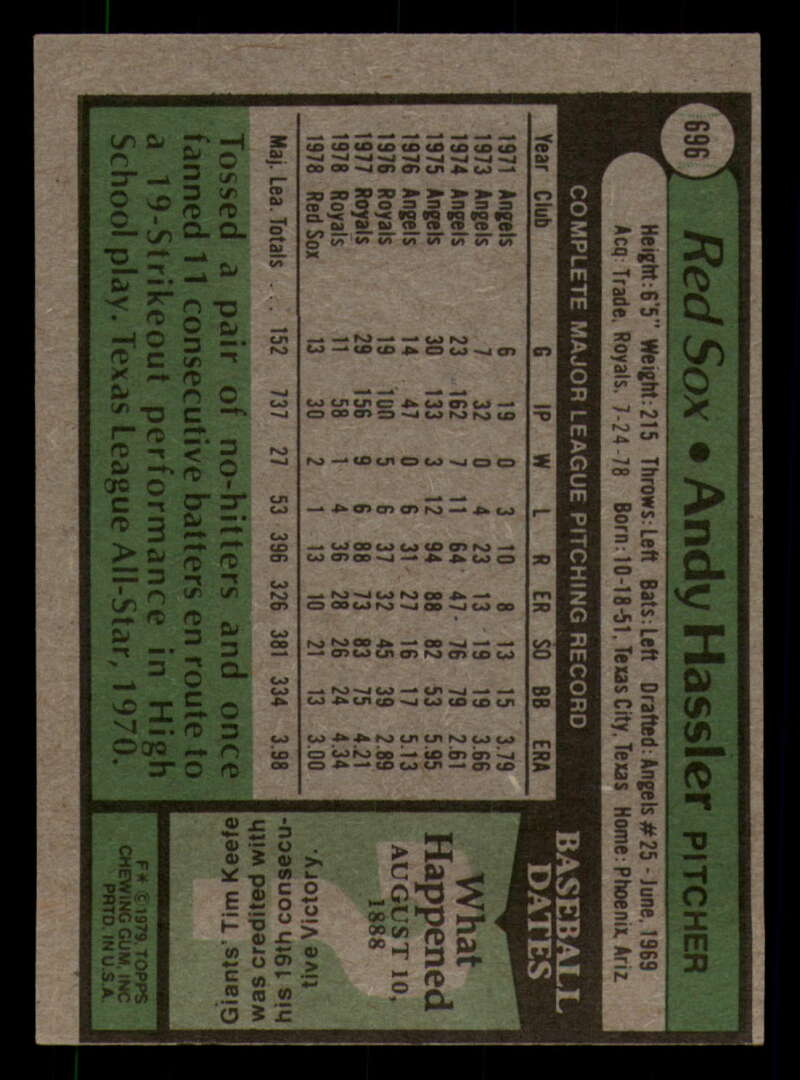 696
Red Sox • Andy Hassler PITCHER
Height: 6'5" Weight: 215 Throws: Left Bats: Left Drafted: Angels #25 - June, 1969
Acq: Trade, Royals, 7-24-78 Born: 10-18-51, Texas City, Texas Home: Phoenix, Ariz
COMPLETE MAJOR LEAGUE PITCHING RECORD
Year Club G IP W L R ER SO BB ERA
1971 Angels 6 19 0 3 10 8 13 15 3.79
1973 Angels 7 32 0 4 23 13 19 19 3.66
1974 Angels 23 162 7 11 64 47 76 79 2.61
1975 Angels 30 133 3 12 94 88 82 53 5.95
1976 Angels 14 47 0 6 31 27 16 17 5.13
1976 Royals 19 100 5 6 37 32 45 39 2.89
1977 Royals 29 156 9 6 88 73 83 75 4.21
1978 Royals 11 58 1 4 36 28 26 24 4.34
1978 Red Sox 13 30 2 1 13 10 21 13 3.00
Maj. Lea. Totals . . . 152 737 27 53 396 326 381 334 3.98
Tossed a pair of no-hitters and once
fanned 11 consecutive batters en route to
a 19-Strikeout performance in High
School play. Texas League All-Star, 1970.
BASEBALL
DATES
What
Happened
AUGUST 10,
1888
Giants' Tim Keefe
was credited with
his 19th consecu-
tive Victory.
F* © 1979, TOPPS
CHEWING GUM, INC
PRTD. IN U.S.A.